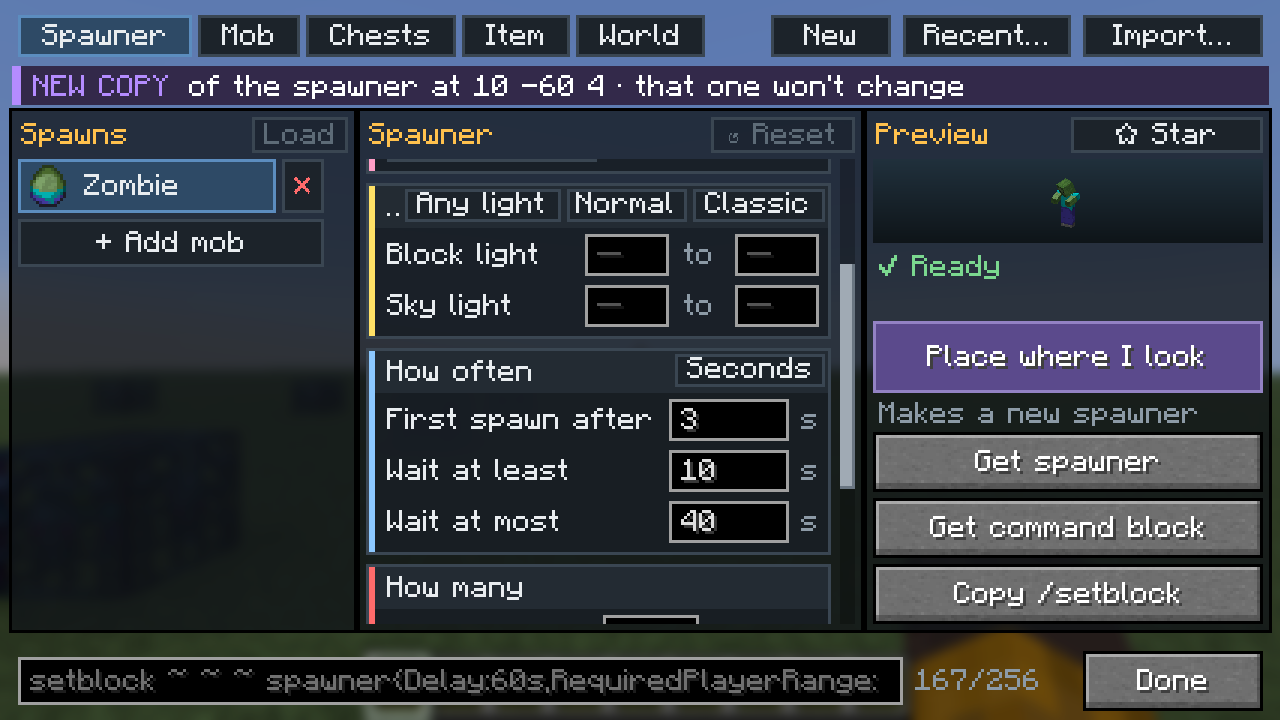 Spawner Mob Chests Item World New Recent... Import...
NEW COPY of the spawner at 10 -60 4 · that one won't change
Spawns Load
Zombie ×
+ Add mob
Spawner Reset
.. Any light Normal Classic
Block light — to —
Sky light — to —
How often Seconds
First spawn after 3 s
Wait at least 10 s
Wait at most 40 s
How many
Preview ☆ Star
✓ Ready
Place where I look
Makes a new spawner
Get spawner
Get command block
Copy /setblock
setblock ~ ~ ~ spawner{Delay:60s,RequiredPlayerRange:
167/256
Done